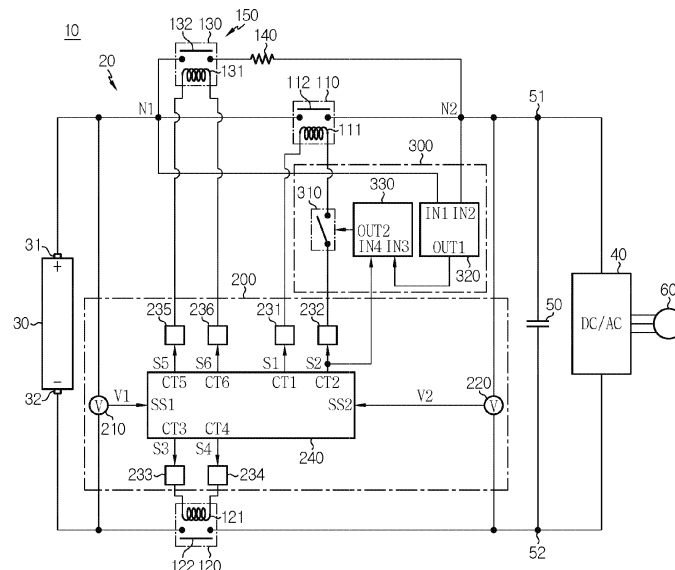 10
150
132
130
140
20
131
N1
112
110
N2
51
111
300
310
330
IN1 IN2
OUT2
IN4 IN3
OUT1
320
31
+
30
−
32
200
235
236
231
232
40
60
50
DC/AC
S5
S6
S1
S2
CT5
CT6
CT1
CT2
V1
V2
V
210
SS1
SS2
V
220
CT3
CT4
S3
S4
240
233
234
121
122
120
52